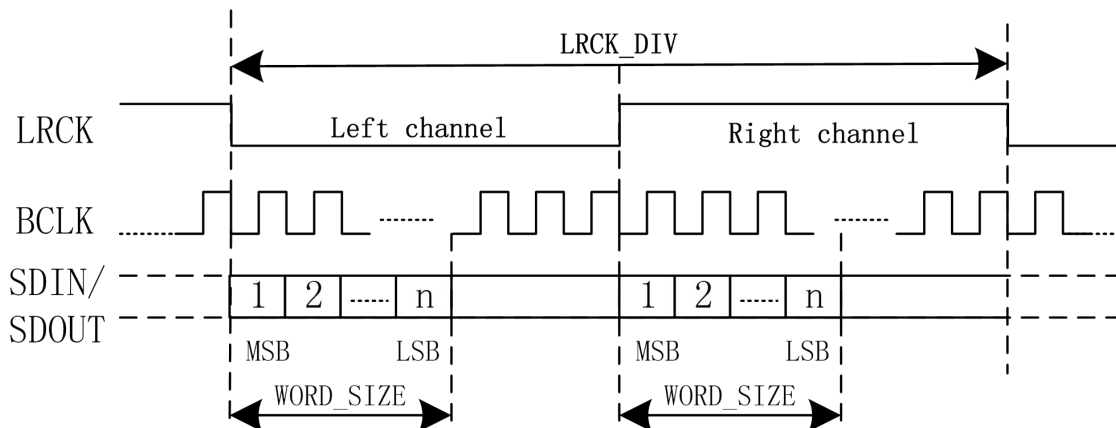 LRCK_DIV
LRCK Left channel Right channel
BCLK
SDIN/
SDOUT
1 2 n 1 2 n
MSB LSB MSB LSB
WORD_SIZE WORD_SIZE